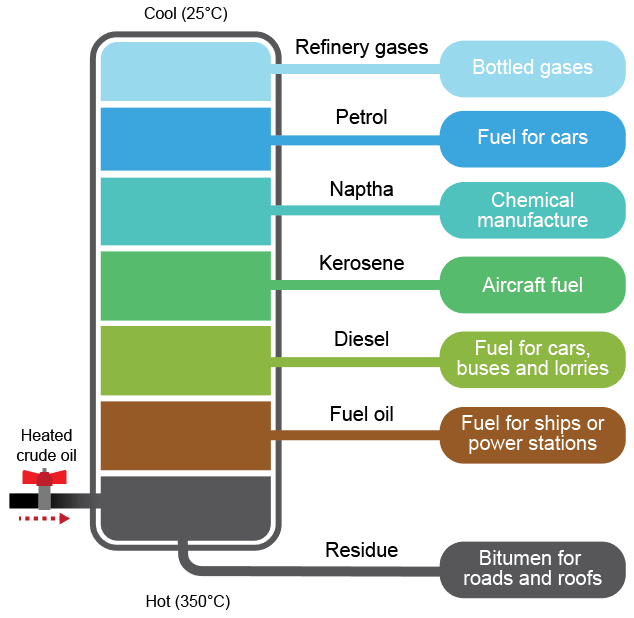 Cool (25°C)
Refinery gases
Bottled gases
Petrol
Fuel for cars
Naptha
Chemical
manufacture
Kerosene
Aircraft fuel
Diesel
Fuel for cars,
buses and lorries
Fuel oil
Fuel for ships or
power stations
Heated
crude oil
Residue
Bitumen for
roads and roofs
Hot (350°C)